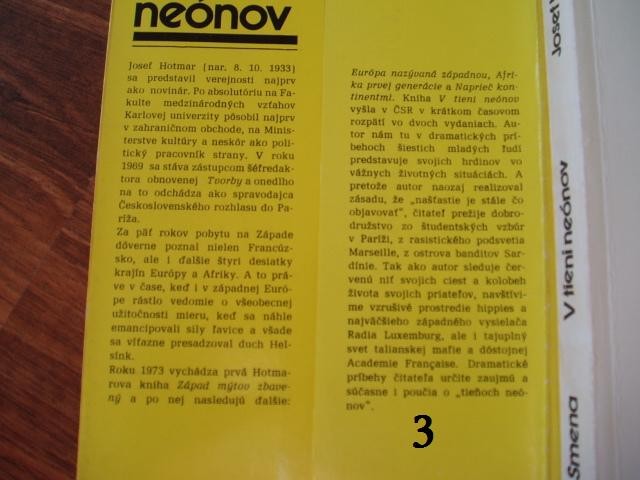 neónov
Josef Hotmar (nar. 8. 10. 1933)
sa predstavil verejnosti najprv
ako novinár. Po absolutóriu na Fa-
kulte medzinárodných vzťahov
Karlovej univerzity pôsobil najprv
v zahraničnom obchode, na Minis-
terstve kultúry a neskôr ako poli-
tický pracovník strany. V roku
1969 sa stáva zástupcom šéfredak-
tora obnovenej Tvorby a onedlho
na to odchádza ako spravodajca
Československého rozhlasu do Pa-
ríža.
Za päť rokov pobytu na Západe
dôverne poznal nielen Francúz-
sko, ale i ďalšie štyri desiatky
krajín Európy a Afriky. A to prá-
ve v čase, keď i v západnej Euró-
pe rástlo vedomie o všeobecnej
užitočnosti mieru, keď sa náhle
emancipovali sily ľavice a všade
sa víťazne presadzoval duch Hel-
sínk.
Roku 1973 vychádza prvá Hotma-
rova kniha Západ mýtov zbave-
ný a po nej nasledujú ďalšie:
Európa nazývaná západnou, Afri-
ka prvej generácie a Naprieč kon-
tinentmi. Kniha V tieni neónov
vyšla v ČSR v krátkom časovom
rozpätí vo dvoch vydaniach. Au-
tor nám tu v dramatických prí-
behoch šiestich mladých ľudí
predstavuje svojich hrdinov vo
vážnych životných situáciách. A
pretože autor naozaj realizoval
zásadu, že „našťastie je stále čo
objavovať", čitateľ prežije dobro-
družstvo zo študentských vzbúr
v Paríži, z rasistického podsvetia
Marseille, z ostrova banditov Sar-
dínie. Tak ako autor sleduje čer-
venú niť svojich ciest a kolobeh
života svojich priateľov, navštívi-
me vzrušivé prostredie hippies a
najväčšieho západného vysielača
Radia Luxemburg, ale i tajuplný
svet talianskej mafie a dôstojnej
Academie Française. Dramatické
príbehy čitateľa určite zaujmú a
súčasne i poučia o „tieňoch neó-
nov".
3
Smena
V tieni neónov
Josef